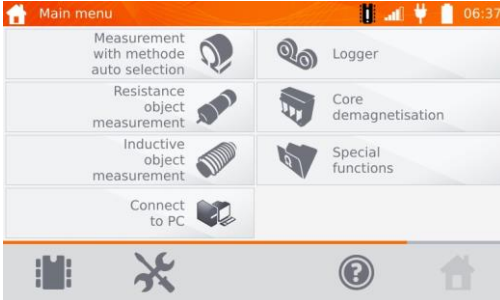 Main menu
06:37
Measurement
with methode
auto selection
Logger
Resistance
object
measurement
Core
demagnetisation
Inductive
object
measurement
Special
functions
Connect
to PC